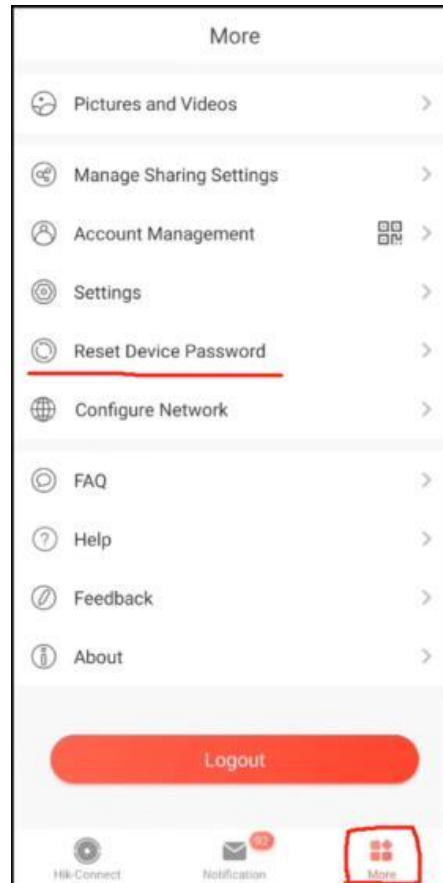 More
Pictures and Videos
Manage Sharing Settings
Account Management
Settings
Reset Device Password
Configure Network
FAQ
Help
Feedback
About
Logout
92
Hik-Connect Notification More